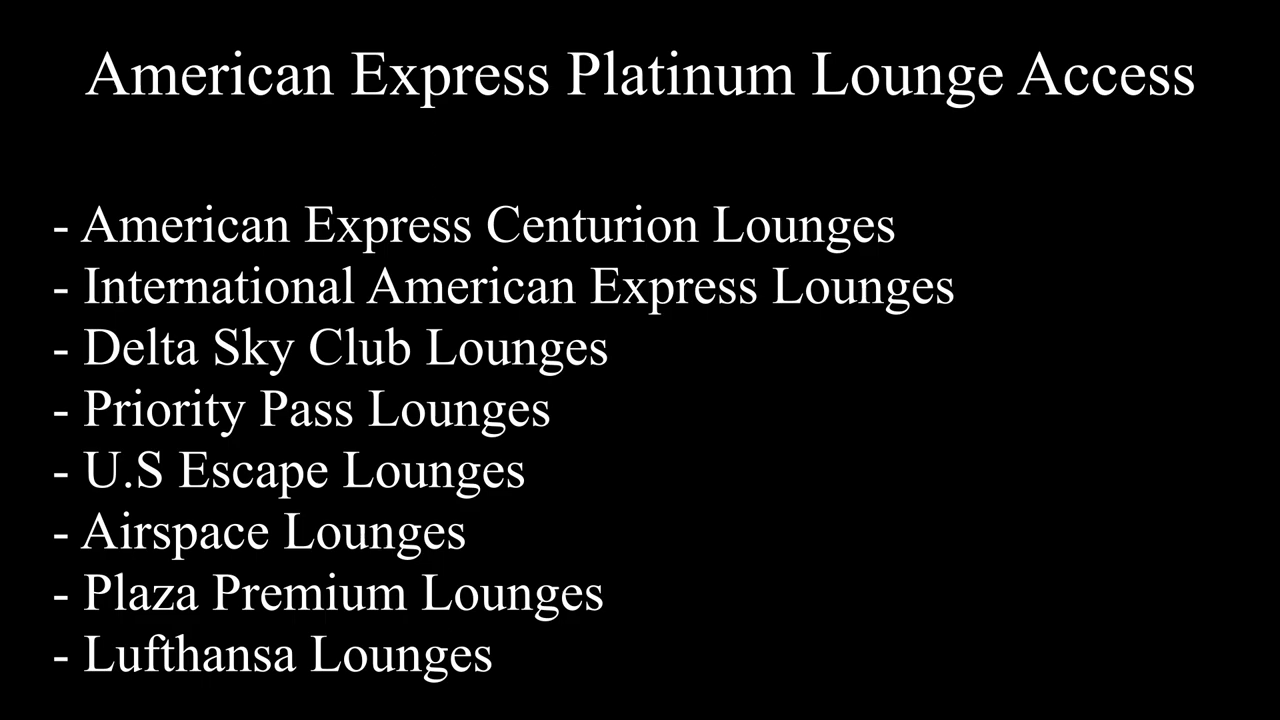 American Express Platinum Lounge Access
- American Express Centurion Lounges
- International American Express Lounges
- Delta Sky Club Lounges
- Priority Pass Lounges
- U.S Escape Lounges
- Airspace Lounges
- Plaza Premium Lounges
- Lufthansa Lounges